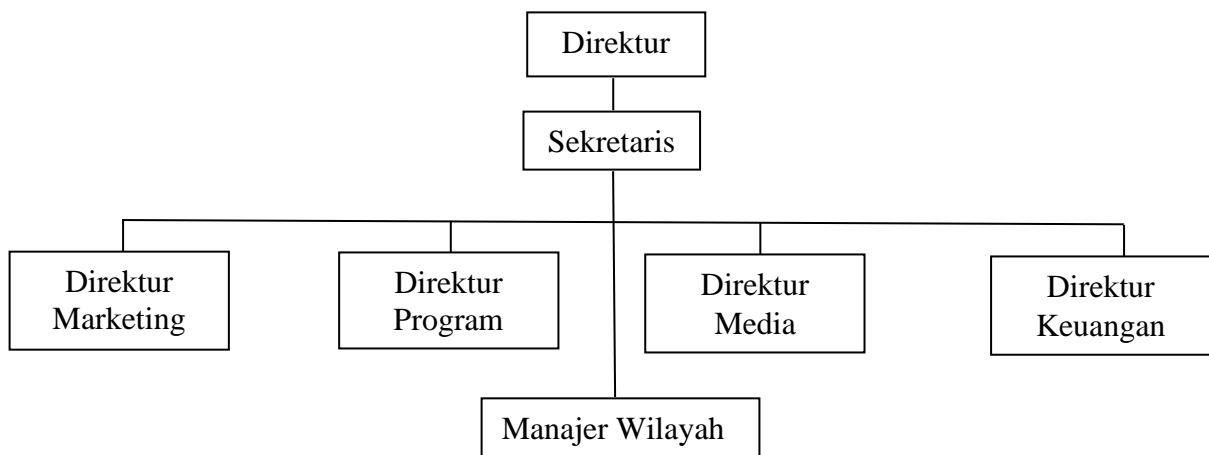 Direktur
Sekretaris
Direktur
Marketing
Direktur
Program
Direktur
Media
Direktur
Keuangan
Manajer Wilayah